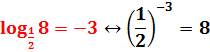 log_{1/2} 8 = −3 ↔ (1/2)^{−3} = 8